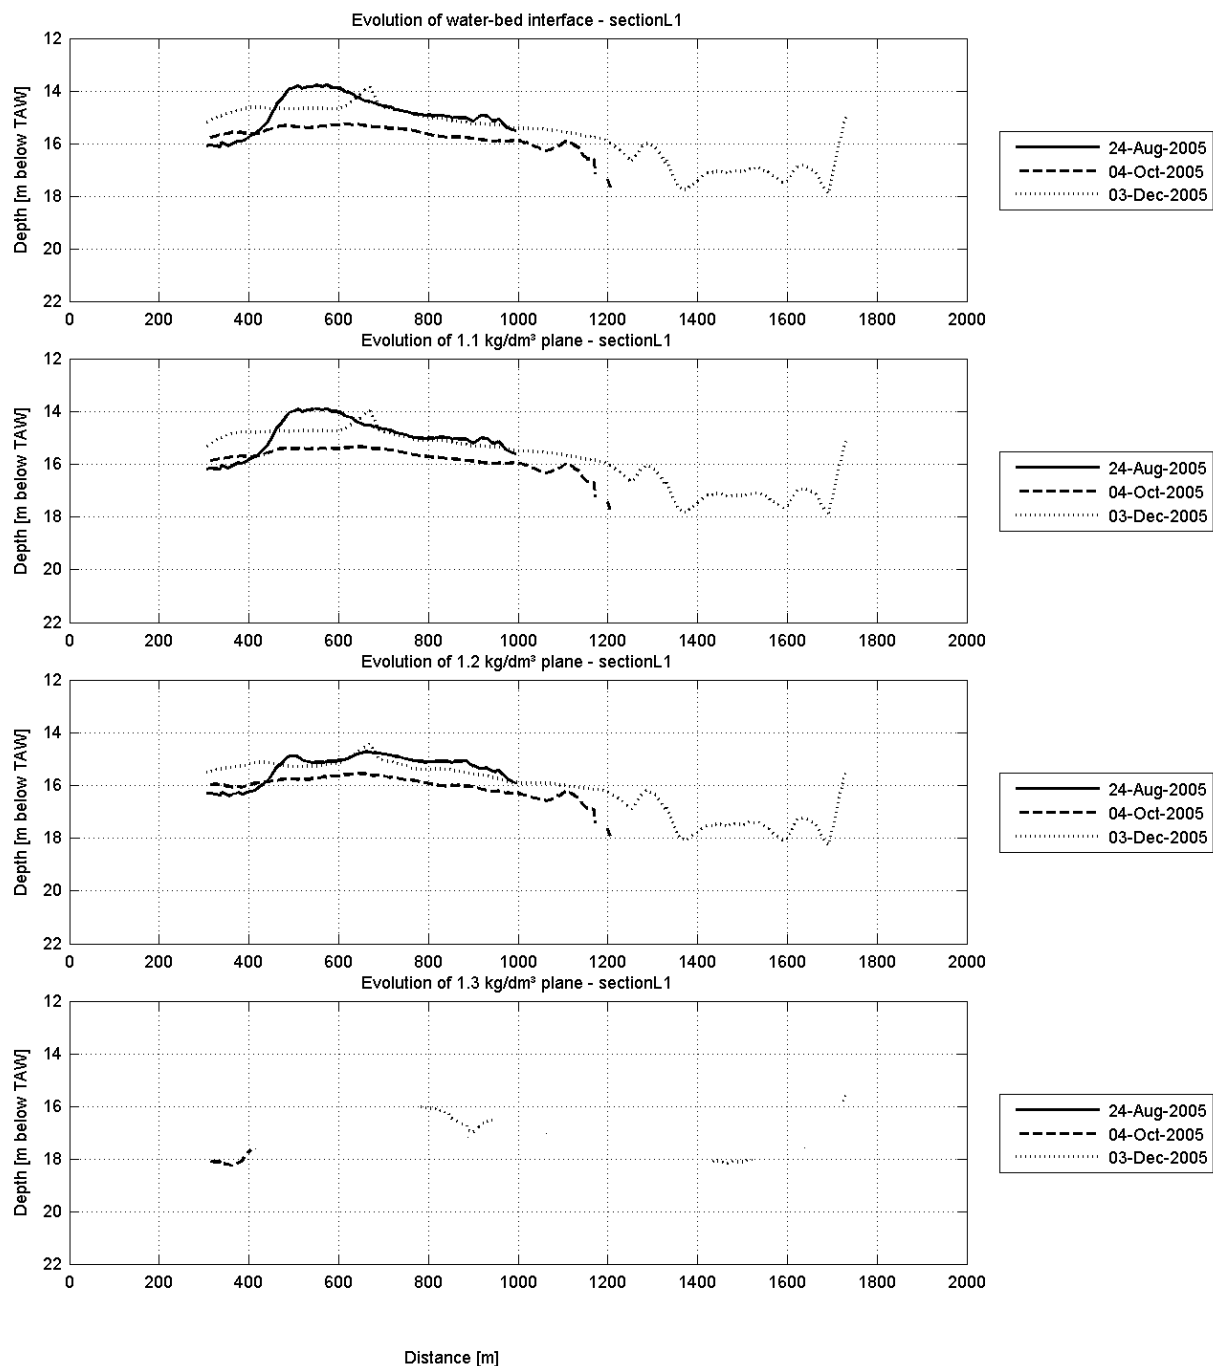 Evolution of water-bed interface - sectionL1
12
14
16
18
20
22
Depth [m below TAW]
0 200 400 600 800 1000 1200 1400 1600 1800 2000
24-Aug-2005
04-Oct-2005
03-Dec-2005
Evolution of 1.1 kg/dm³ plane - sectionL1
12
14
16
18
20
22
Depth [m below TAW]
0 200 400 600 800 1000 1200 1400 1600 1800 2000
24-Aug-2005
04-Oct-2005
03-Dec-2005
Evolution of 1.2 kg/dm³ plane - sectionL1
12
14
16
18
20
22
Depth [m below TAW]
0 200 400 600 800 1000 1200 1400 1600 1800 2000
24-Aug-2005
04-Oct-2005
03-Dec-2005
Evolution of 1.3 kg/dm³ plane - sectionL1
12
14
16
18
20
22
Depth [m below TAW]
0 200 400 600 800 1000 1200 1400 1600 1800 2000
24-Aug-2005
04-Oct-2005
03-Dec-2005
Distance [m]